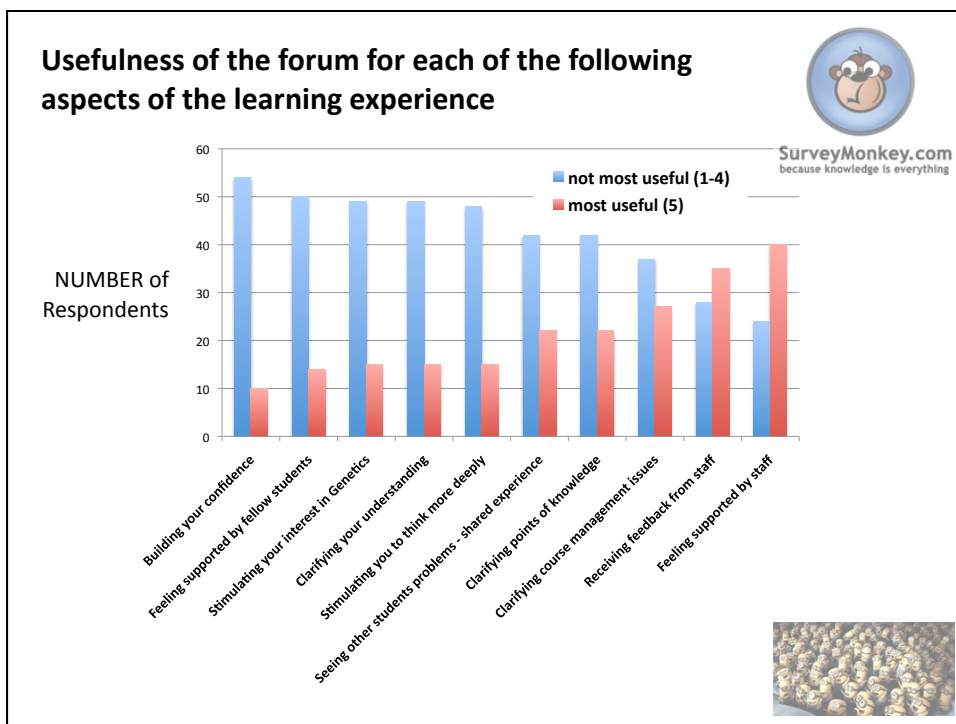 Usefulness of the forum for each of the following
aspects of the learning experience
SurveyMonkey.com
because knowledge is everything
60
50
40
30
20
10
0
not most useful (1-4)
most useful (5)
NUMBER of
Respondents
Building your confidence
Feeling supported by fellow students
Stimulating your interest in Genetics
Clarifying your understanding
Stimulating you to think more deeply
Seeing other students problems - shared experience
Clarifying points of knowledge
Clarifying course management issues
Receiving feedback from staff
Feeling supported by staff